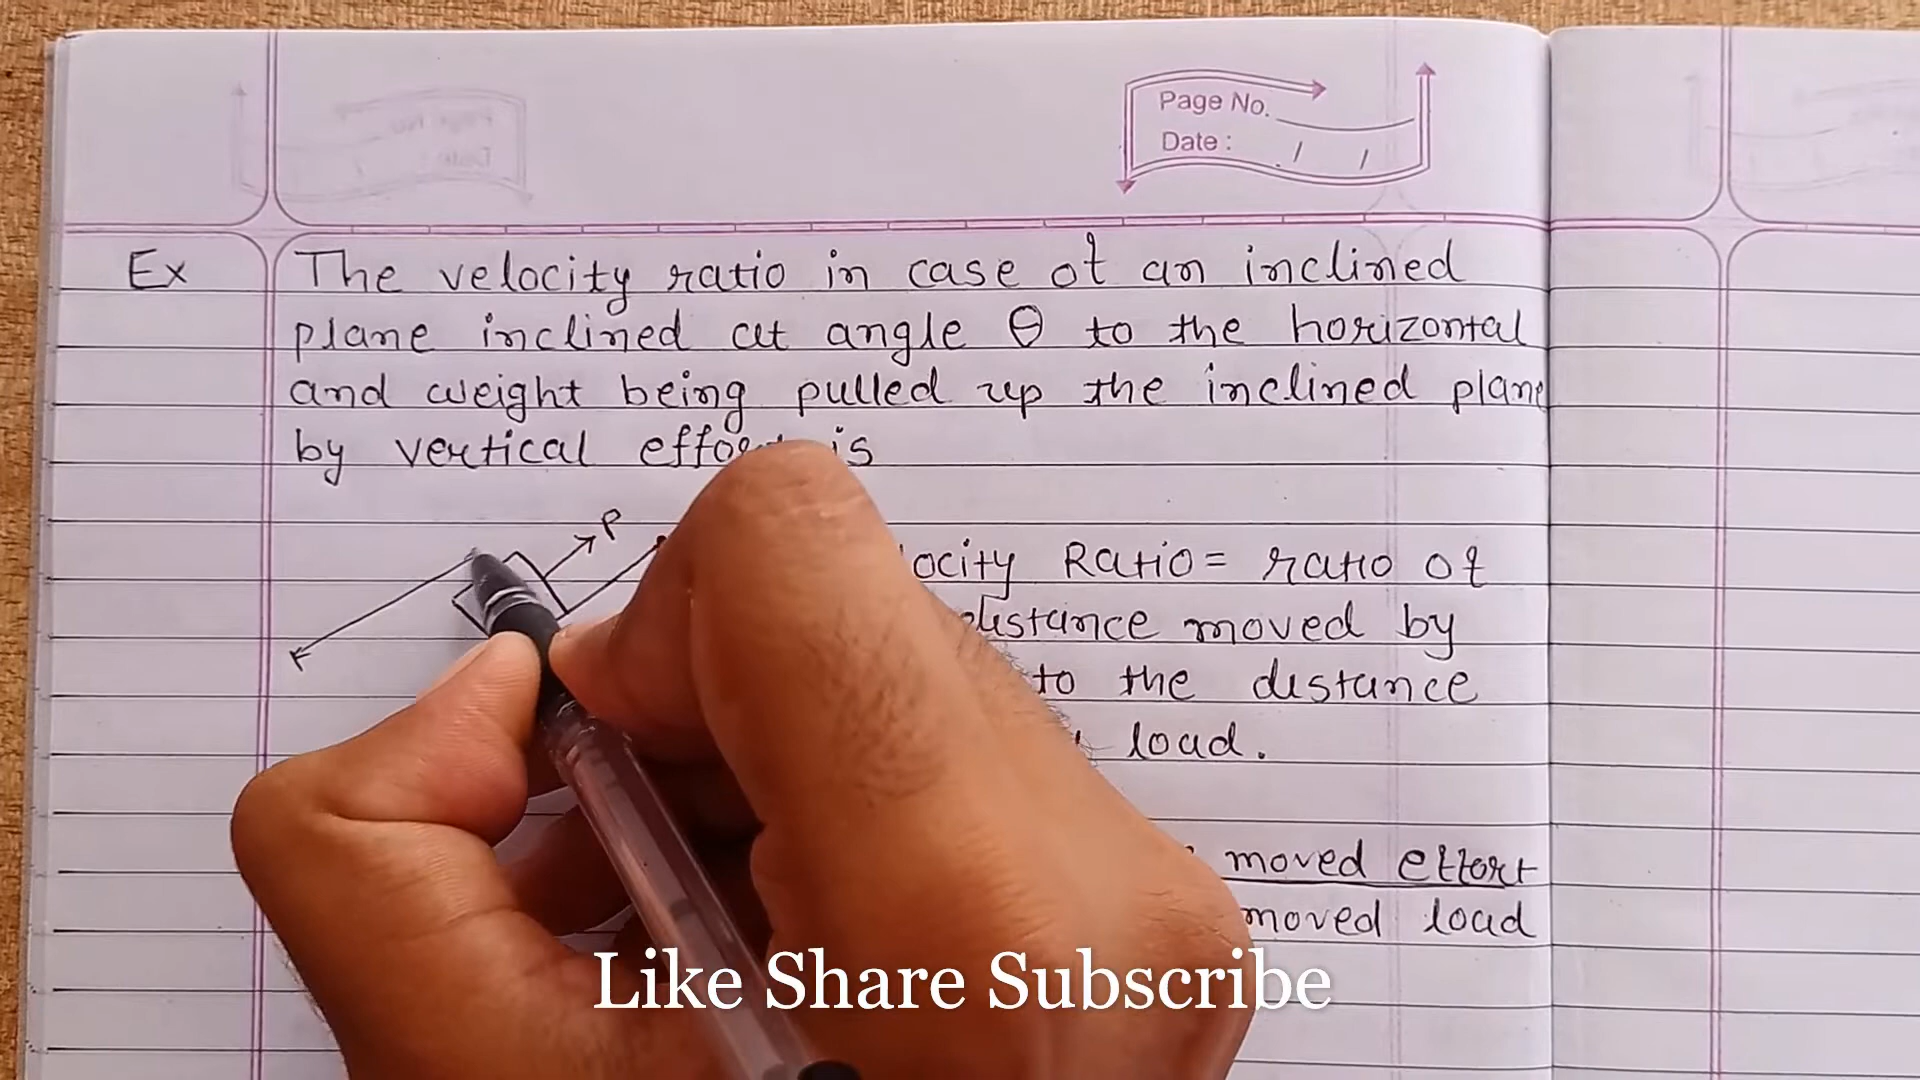 Page No.
Date : / /
Ex The velocity ratio in case of an inclined
plane inclined at angle θ to the horizontal
and weight being pulled up the inclined plane
by vertical effort is
P
Ratio = ratio of
distance moved by
to the distance
load.
moved effort
moved load
Like Share Subscribe